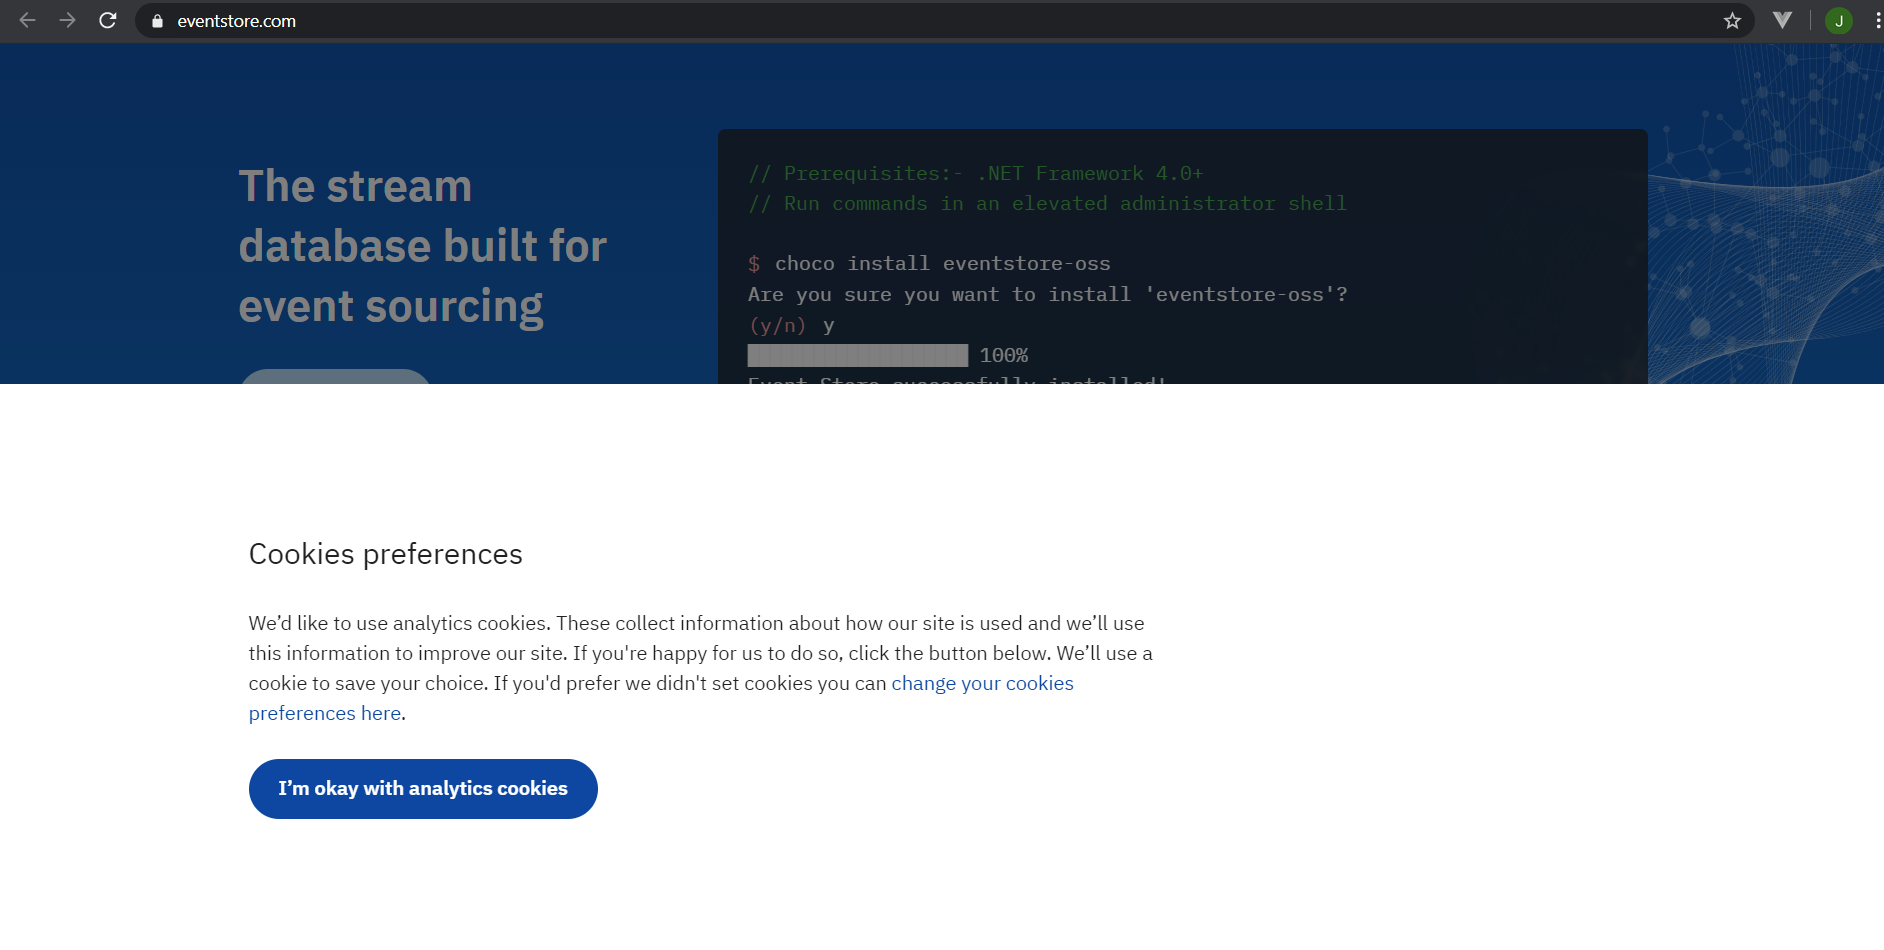 eventstore.com
J
The stream
database built for
event sourcing
// Prerequisites:- .NET Framework 4.0+
// Run commands in an elevated administrator shell
$ choco install eventstore-oss
Are you sure you want to install 'eventstore-oss'?
(y/n) y
100%
Event Store successfully installed!
Cookies preferences
We’d like to use analytics cookies. These collect information about how our site is used and we’ll use
this information to improve our site. If you're happy for us to do so, click the button below. We’ll use a
cookie to save your choice. If you'd prefer we didn't set cookies you can change your cookies
preferences here.
I’m okay with analytics cookies